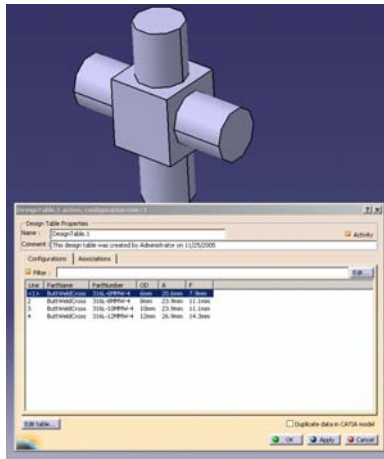 DesignTable.1 active, configuration row : 1
Design Table Properties
Name : DesignTable.1 Activity
Comment : This design table was created by Administrator on 11/25/2005
Configurations Associations
Filter : Edit...
Line PartName PartNumber OD A F
<1> ButtWeldCross 316L-6MMW-4 6mm 20.6mm 7.9mm
2 ButtWeldCross 316L-8MMW-4 8mm 23.9mm 11.1mm
3 ButtWeldCross 316L-10MMW-4 10mm 23.9mm 11.1mm
4 ButtWeldCross 316L-12MMW-4 12mm 26.9mm 14.3mm
Edit table... Duplicate data in CATIA model
OK Apply Cancel